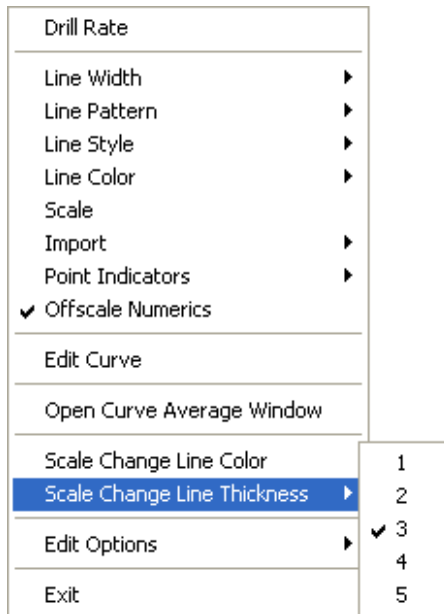 Drill Rate
Line Width
Line Pattern
Line Style
Line Color
Scale
Import
Point Indicators
Offscale Numerics
Edit Curve
Open Curve Average Window
Scale Change Line Color
Scale Change Line Thickness
Edit Options
Exit
1
2
3
4
5